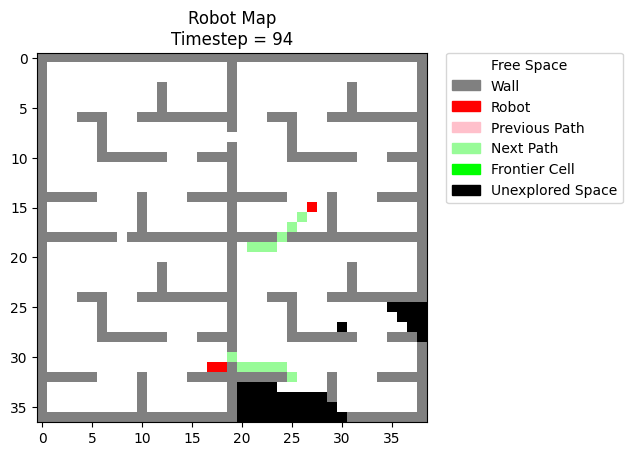 Robot Map
Timestep = 94
0
5
10
15
20
25
30
35
0
5
10
15
20
25
30
35
Free Space
Wall
Robot
Previous Path
Next Path
Frontier Cell
Unexplored Space